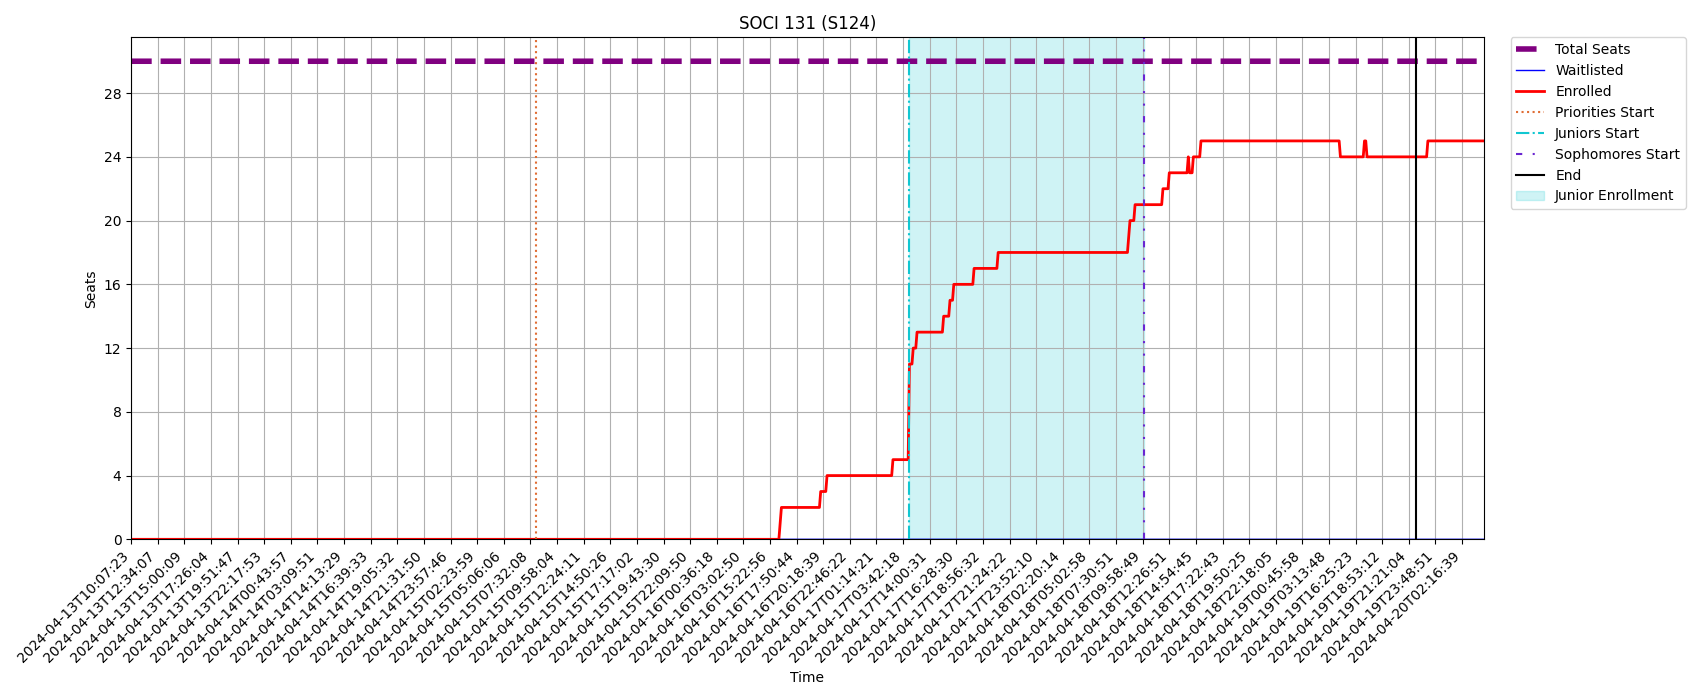 SOCI 131 (S124)
Total Seats
Waitlisted
Enrolled
Priorities Start
Juniors Start
Sophomores Start
End
Junior Enrollment
Seats
28
24
20
16
12
8
4
0
2024-04-13T10:07:23
2024-04-13T12:34:07
2024-04-13T15:00:09
2024-04-13T17:26:04
2024-04-13T19:51:47
2024-04-13T22:17:53
2024-04-14T00:43:57
2024-04-14T03:09:51
2024-04-14T14:13:29
2024-04-14T16:39:33
2024-04-14T19:05:32
2024-04-14T21:31:50
2024-04-14T23:57:46
2024-04-15T02:23:59
2024-04-15T05:06:06
2024-04-15T07:32:08
2024-04-15T09:58:04
2024-04-15T12:24:11
2024-04-15T14:50:26
2024-04-15T17:17:02
2024-04-15T19:43:30
2024-04-15T22:09:50
2024-04-16T00:36:18
2024-04-16T03:02:50
2024-04-16T15:22:56
2024-04-16T17:50:44
2024-04-16T20:18:39
2024-04-16T22:46:22
2024-04-17T01:14:21
2024-04-17T03:42:18
2024-04-17T14:00:31
2024-04-17T16:28:30
2024-04-17T18:56:32
2024-04-17T21:24:22
2024-04-17T23:52:10
2024-04-18T02:20:14
2024-04-18T05:02:58
2024-04-18T07:30:51
2024-04-18T09:58:49
2024-04-18T12:26:51
2024-04-18T14:54:45
2024-04-18T17:22:43
2024-04-18T19:50:25
2024-04-18T22:18:05
2024-04-19T00:45:58
2024-04-19T03:13:48
2024-04-19T16:25:23
2024-04-19T18:53:12
2024-04-19T21:21:04
2024-04-19T23:48:51
2024-04-20T02:16:39
Time